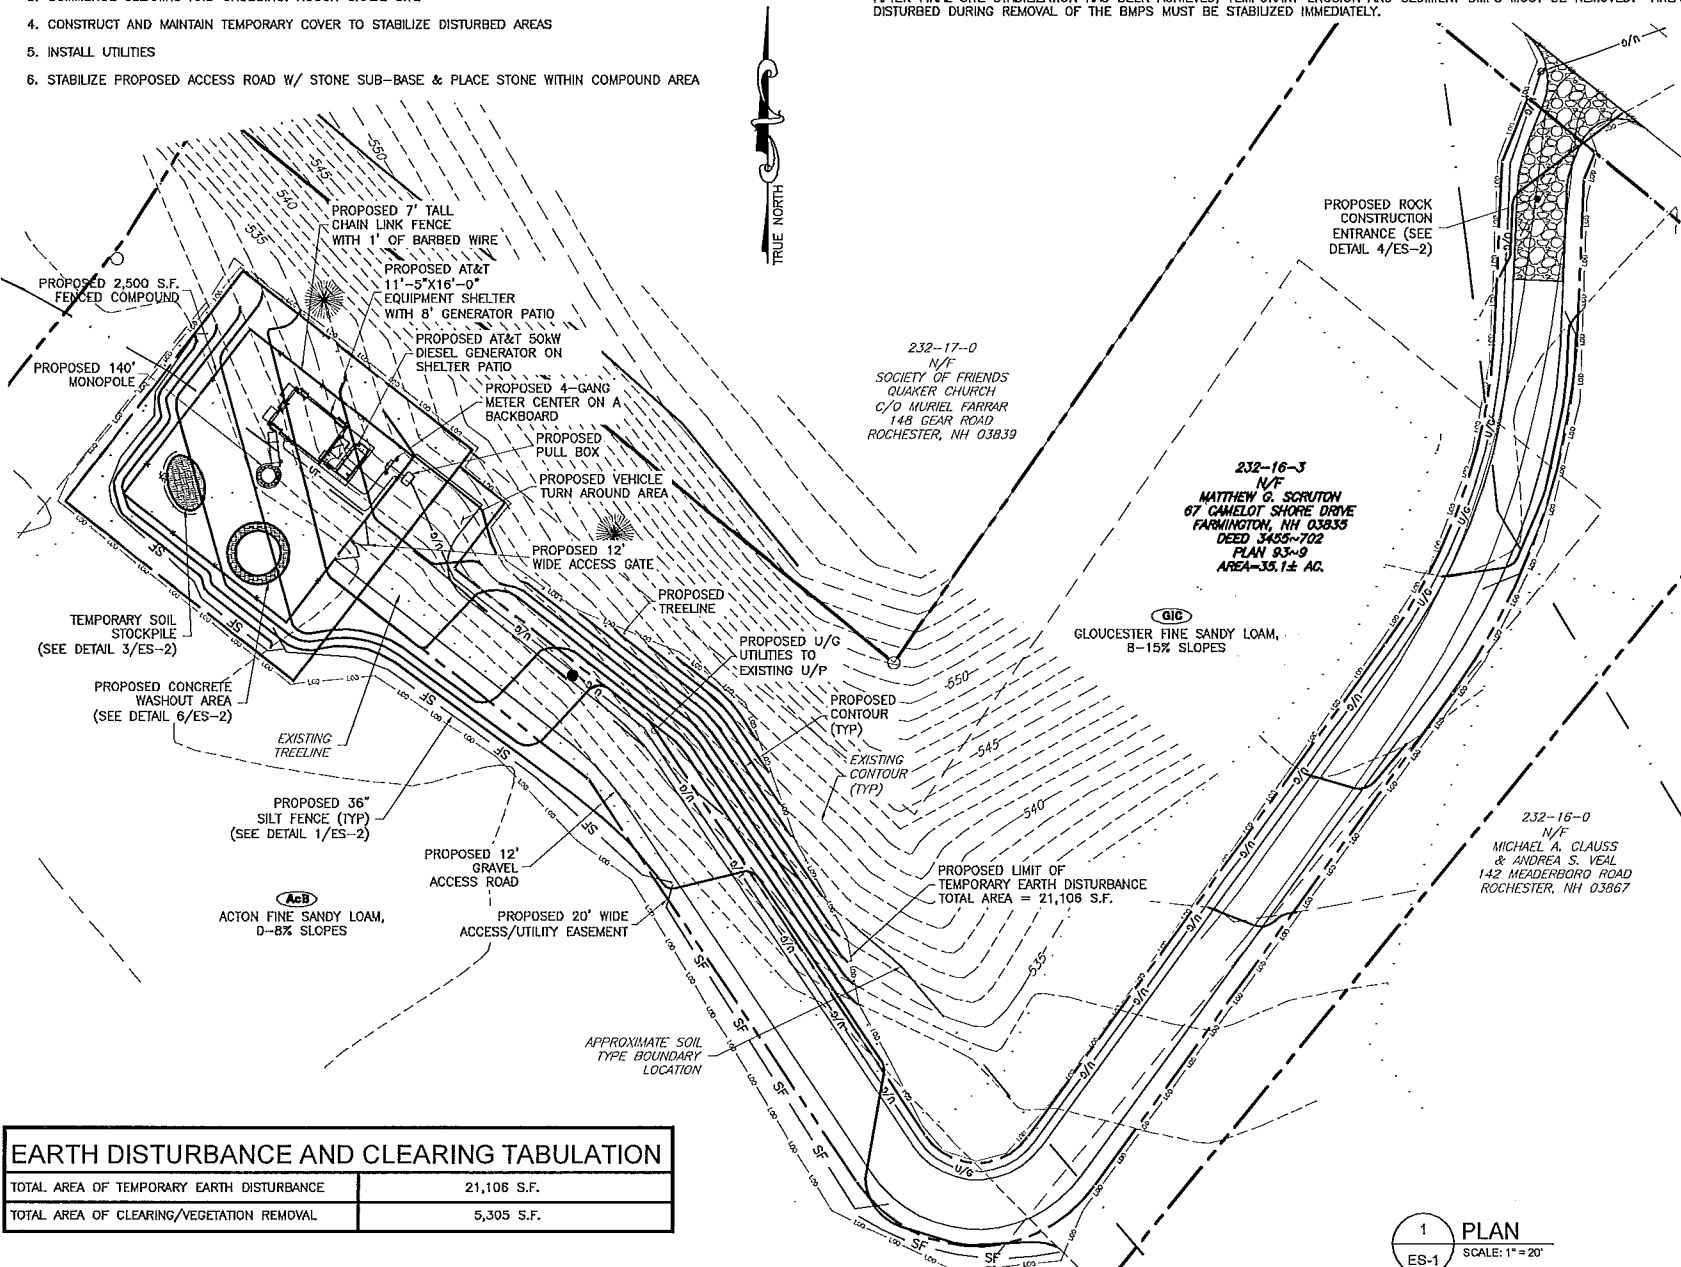 4. CONSTRUCT AND MAINTAIN TEMPORARY COVER TO STABILIZE DISTURBED AREAS
5. INSTALL UTILITIES
6. STABILIZE PROPOSED ACCESS ROAD W/ STONE SUB-BASE & PLACE STONE WITHIN COMPOUND AREA
DISTURBED DURING REMOVAL OF THE BMPS MUST BE STABILIZED IMMEDIATELY.
TRUE NORTH
550
545
540
535
PROPOSED 7' TALL
CHAIN LINK FENCE
WITH 1' OF BARBED WIRE
PROPOSED AT&T
11'-5"X16'-0"
EQUIPMENT SHELTER
WITH 8' GENERATOR PATIO
PROPOSED AT&T 50kW
DIESEL GENERATOR ON
SHELTER PATIO
PROPOSED 4-GANG
METER CENTER ON A
BACKBOARD
PROPOSED
PULL BOX
PROPOSED VEHICLE
TURN AROUND AREA
PROPOSED 12'
WIDE ACCESS GATE
PROPOSED
TREELINE
PROPOSED U/G
UTILITIES TO
EXISTING U/P
PROPOSED
CONTOUR
(TYP)
EXISTING
CONTOUR
(TYP)
PROPOSED 2,500 S.F.
FENCED COMPOUND
PROPOSED 140'
MONOPOLE
TEMPORARY SOIL
STOCKPILE
(SEE DETAIL 3/ES-2)
PROPOSED CONCRETE
WASHOUT AREA
(SEE DETAIL 6/ES-2)
EXISTING
TREELINE
PROPOSED 36"
SILT FENCE (TYP)
(SEE DETAIL 1/ES-2)
PROPOSED 12'
GRAVEL
ACCESS ROAD
PROPOSED 20' WIDE
ACCESS/UTILITY EASEMENT
AcB
ACTON FINE SANDY LOAM,
0-8% SLOPES
APPROXIMATE SOIL
TYPE BOUNDARY
LOCATION
PROPOSED LIMIT OF
TEMPORARY EARTH DISTURBANCE
TOTAL AREA = 21,106 S.F.
550
545
540
535
232-17-0
N/F
SOCIETY OF FRIENDS
QUAKER CHURCH
C/O MURIEL FARRAR
148 GEAR ROAD
ROCHESTER, NH 03839
PROPOSED ROCK
CONSTRUCTION
ENTRANCE (SEE
DETAIL 4/ES-2)
232-16-3
N/F
MATTHEW G. SCRUTON
67 CAMELOT SHORE DRIVE
FARMINGTON, NH 03835
DEED 3455~702
PLAN 93~9
AREA=35.1± AC.
GlC
GLOUCESTER FINE SANDY LOAM,
8-15% SLOPES
232-16-0
N/F
MICHAEL A. CLAUSS
& ANDREA S. VEAL
142 MEADERBORO ROAD
ROCHESTER, NH 03867
EARTH DISTURBANCE AND CLEARING TABULATION
TOTAL AREA OF TEMPORARY EARTH DISTURBANCE 21,106 S.F.
TOTAL AREA OF CLEARING/VEGETATION REMOVAL 5,305 S.F.
1
ES-1
PLAN
SCALE: 1" = 20'